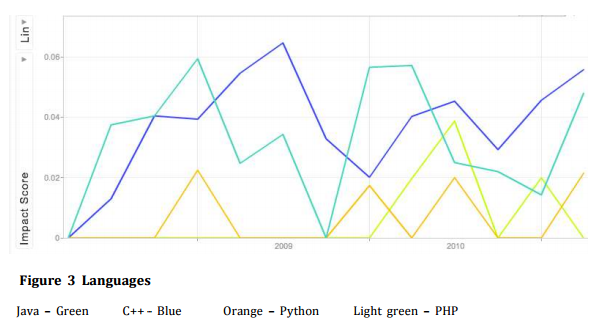 Lin
0.06
0.04
0.02
0
Impact Score
2009
2010
Figure 3 Languages
Java – Green C++ - Blue Orange – Python Light green – PHP